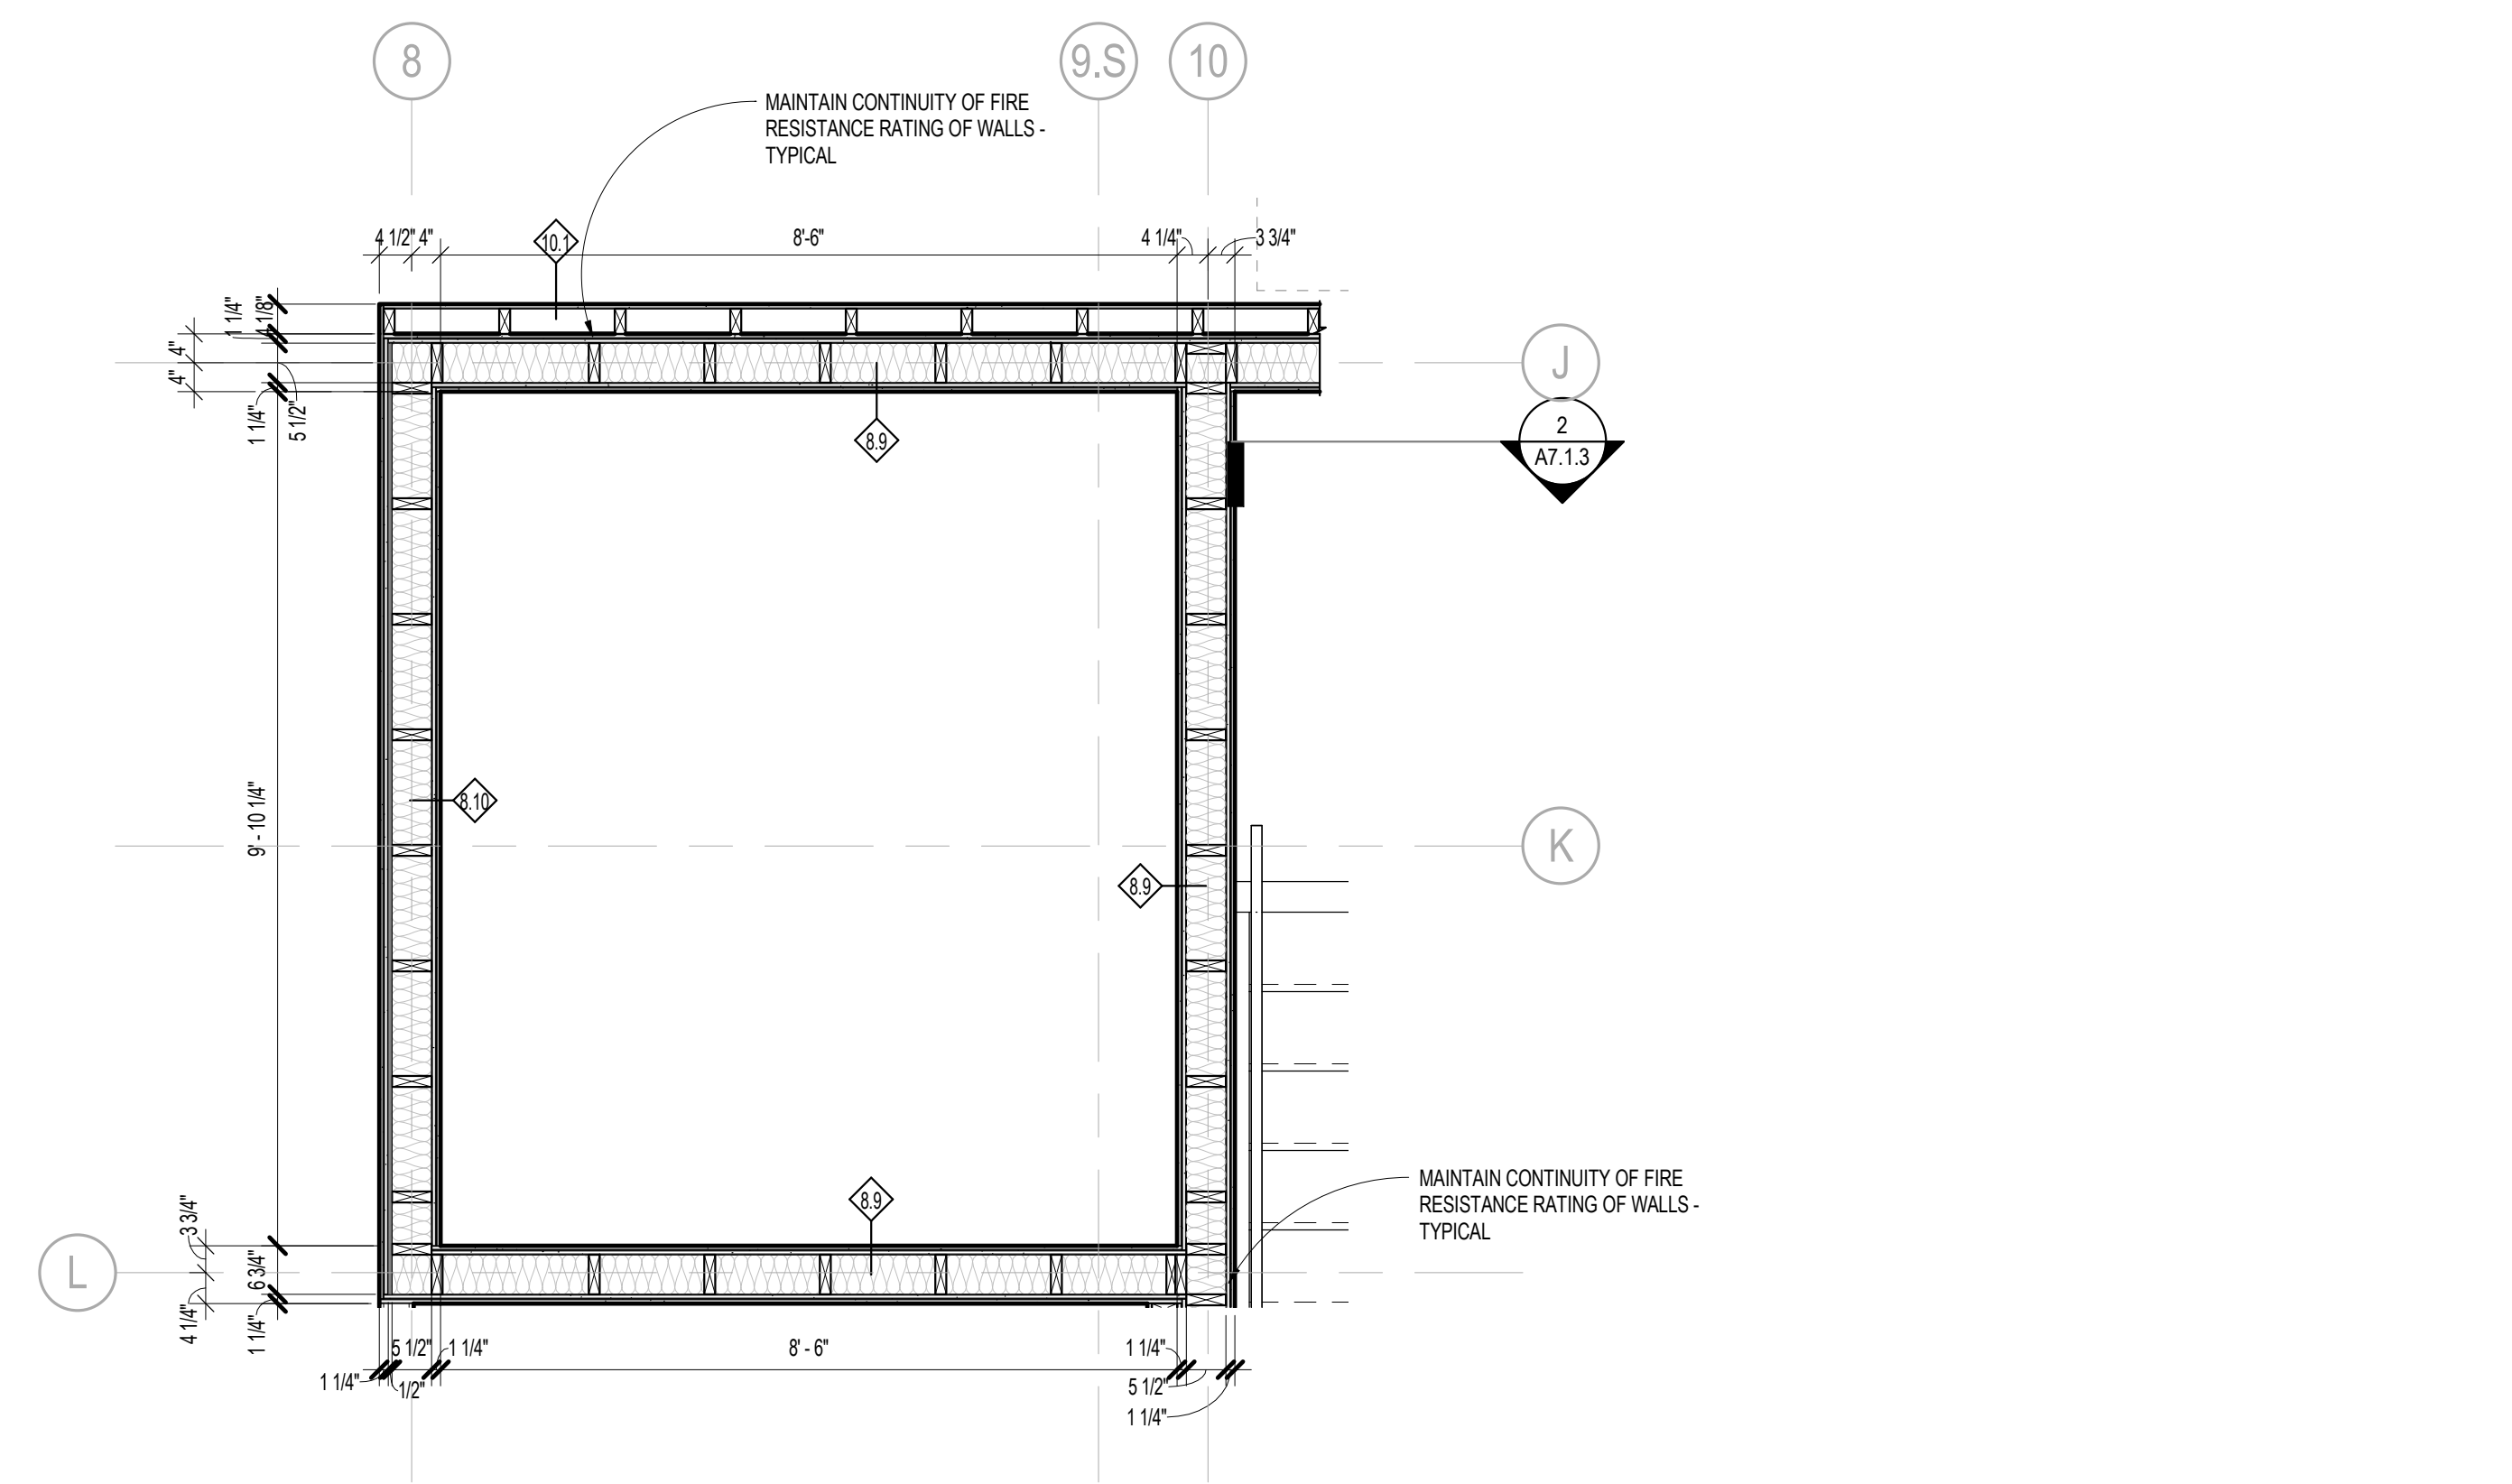 8
9.S
10
MAINTAIN CONTINUITY OF FIRE
RESISTANCE RATING OF WALLS -
TYPICAL
4 1/2"
4"
10.1
8'-6"
4 1/4"
3 3/4"
1 1/4"
4 1/8"
4"
4"
1 1/4"
5 1/2"
J
8.9
2
A7.1.3
8.10
9' - 10 1/4"
K
8.9
8.9
MAINTAIN CONTINUITY OF FIRE
RESISTANCE RATING OF WALLS -
TYPICAL
3 3/4"
6 3/4"
L
4 1/4"
1 1/4"
5 1/2"
1 1/4"
8' - 6"
1 1/4"
1 1/4"
1/2"
5 1/2"
1 1/4"